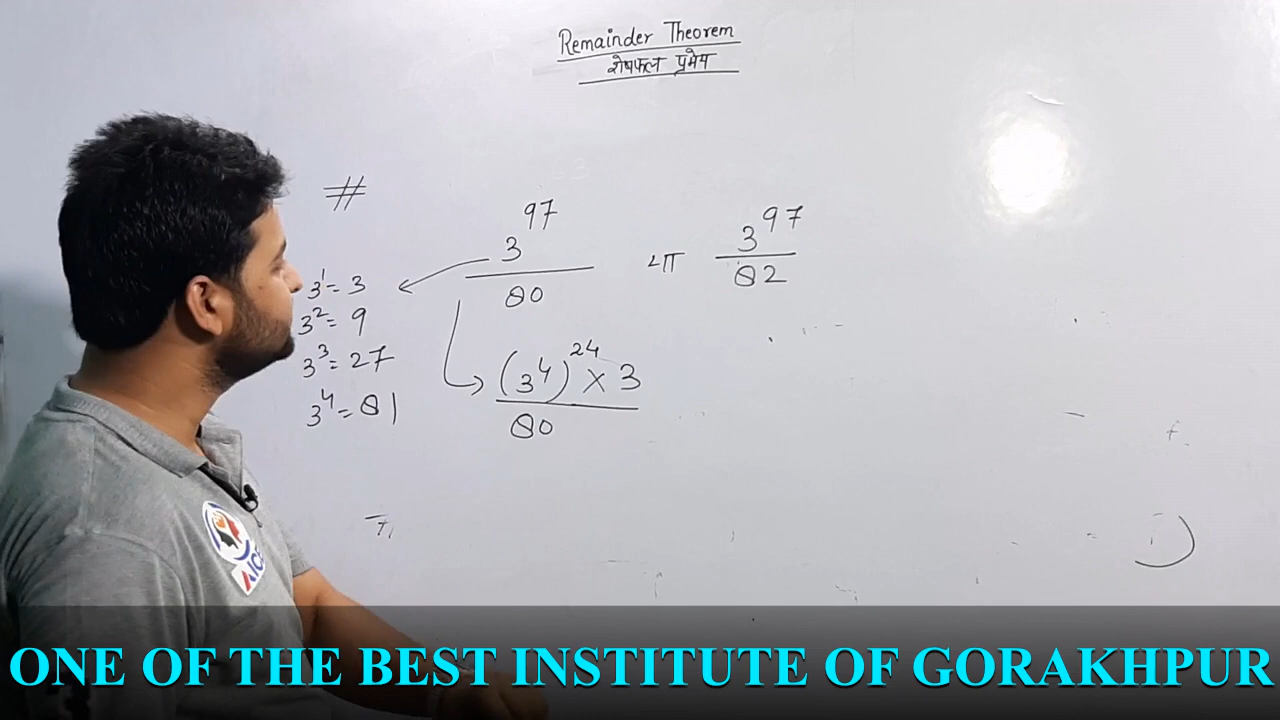 Remainder Theorem
शेषफल प्रमेय
#
3^97 / 80 या 3^97 / 82
3^1 = 3
3^2 = 9
3^3 = 27
3^4 = 81
(3^4)^24 × 3 / 80
AICE
ONE OF THE BEST INSTITUTE OF GORAKHPUR